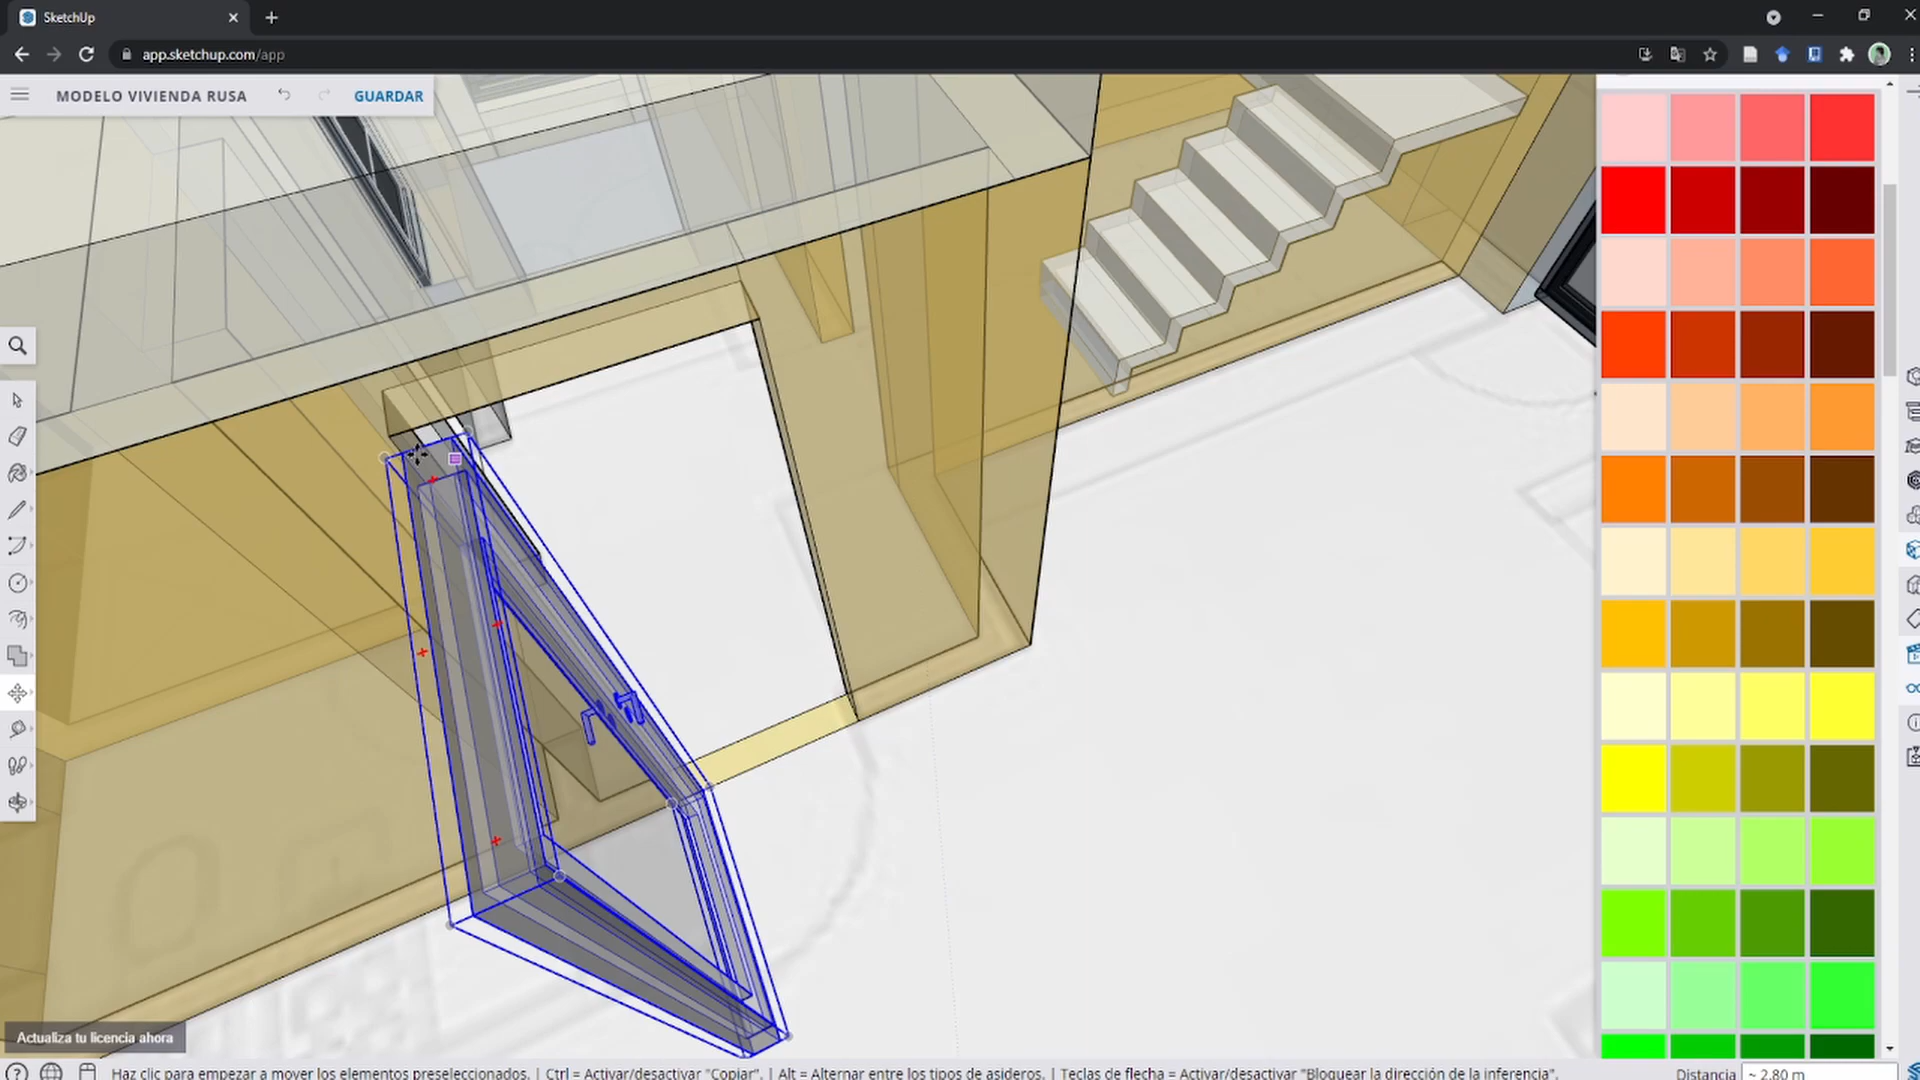 SketchUp
app.sketchup.com/app
MODELO VIVIENDA RUSA
GUARDAR
Actualiza tu licencia ahora
Haz clic para empezar a mover los elementos preseleccionados. | Ctrl = Activar/desactivar "Copiar". | Alt = Alternar entre los tipos de asideros. | Teclas de flecha = Activar/desactivar "Bloquear la dirección de la inferencia".
Distancia ~ 2,80 m